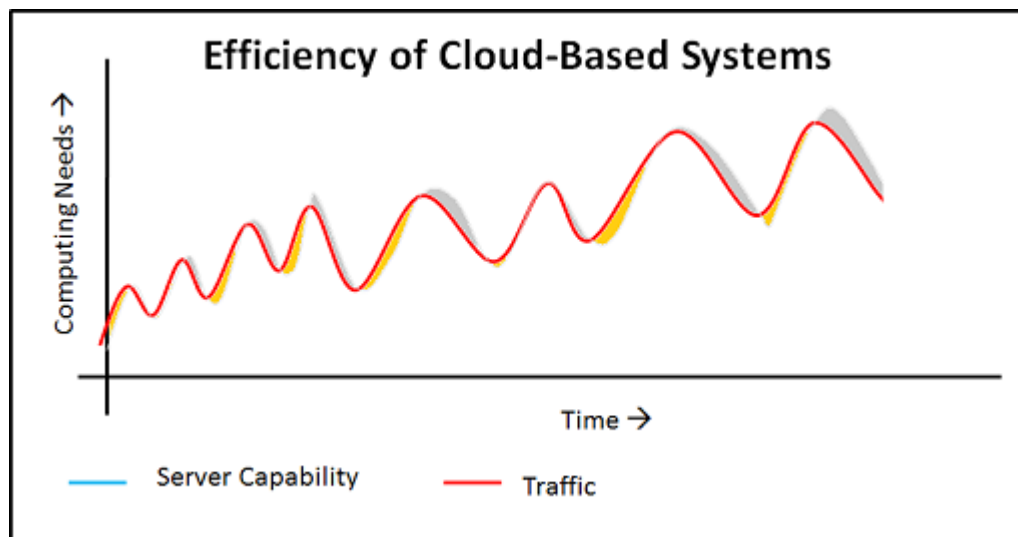 Efficiency of Cloud-Based Systems
Computing Needs →
Time →
Server Capability
Traffic